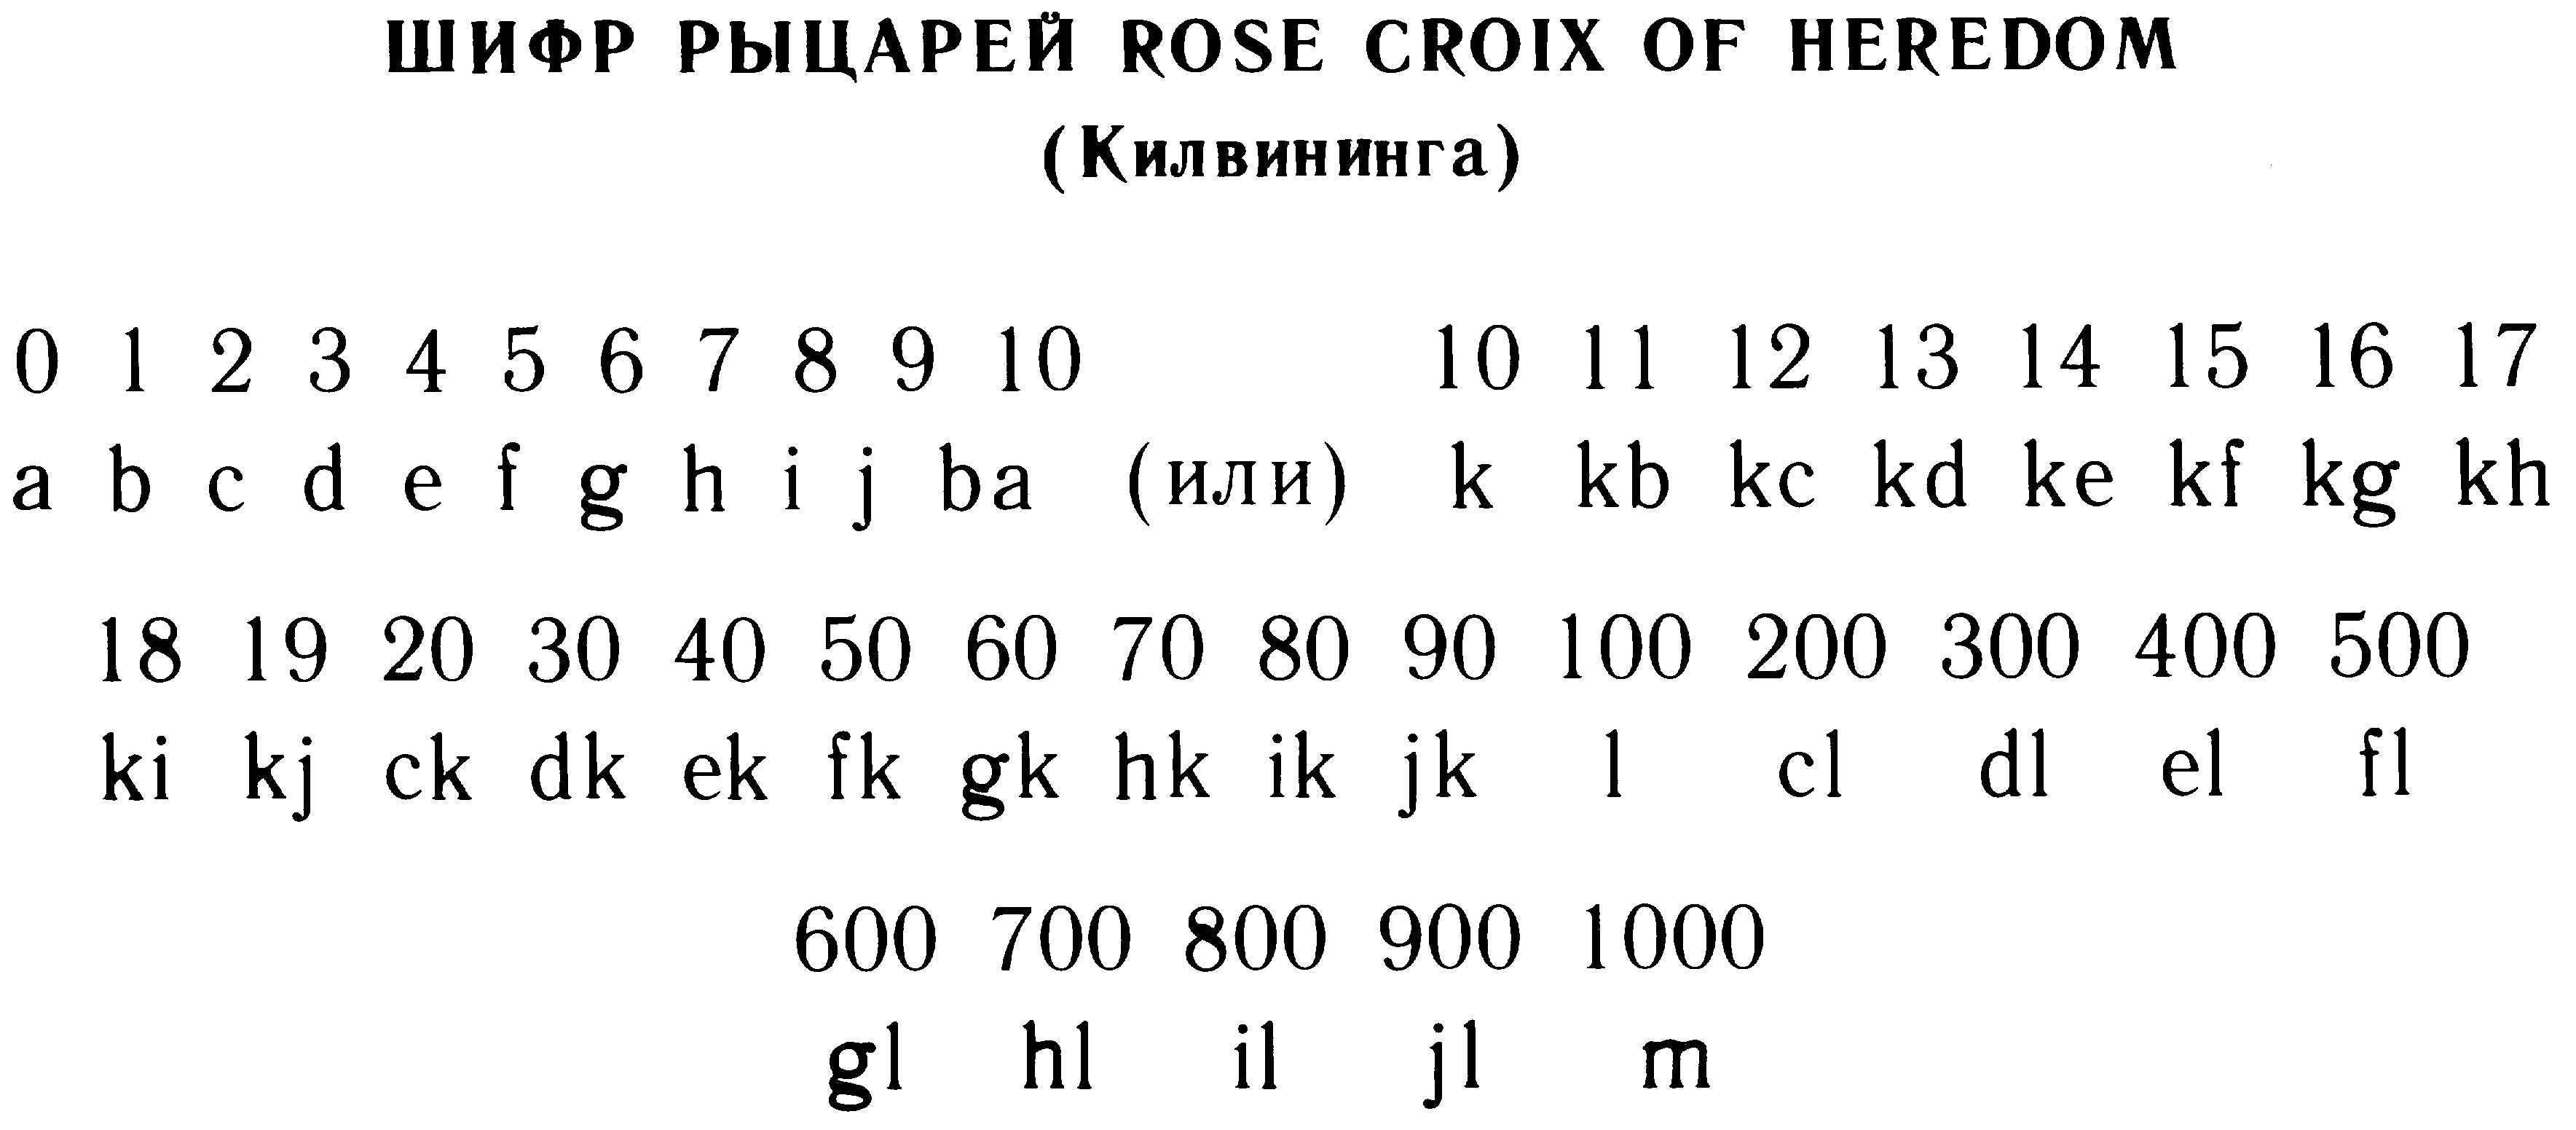 ШИФР РЫЦАРЕЙ ROSE CROIX OF HEREDOM
(Килвининга)
0 1 2 3 4 5 6 7 8 9 10 10 11 12 13 14 15 16 17
a b c d e f g h i j ba (или) k kb kc kd ke kf kg kh
18 19 20 30 40 50 60 70 80 90 100 200 300 400 500
ki kj ck dk ek fk gk hk ik jk l cl dl el fl
600 700 800 900 1000
gl hl il jl m